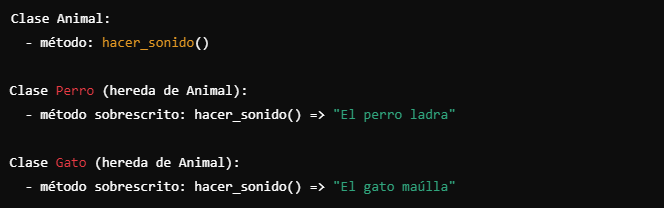 Clase Animal:
- método: hacer_sonido()
Clase Perro (hereda de Animal):
- método sobrescrito: hacer_sonido() => "El perro ladra"
Clase Gato (hereda de Animal):
- método sobrescrito: hacer_sonido() => "El gato maúlla"